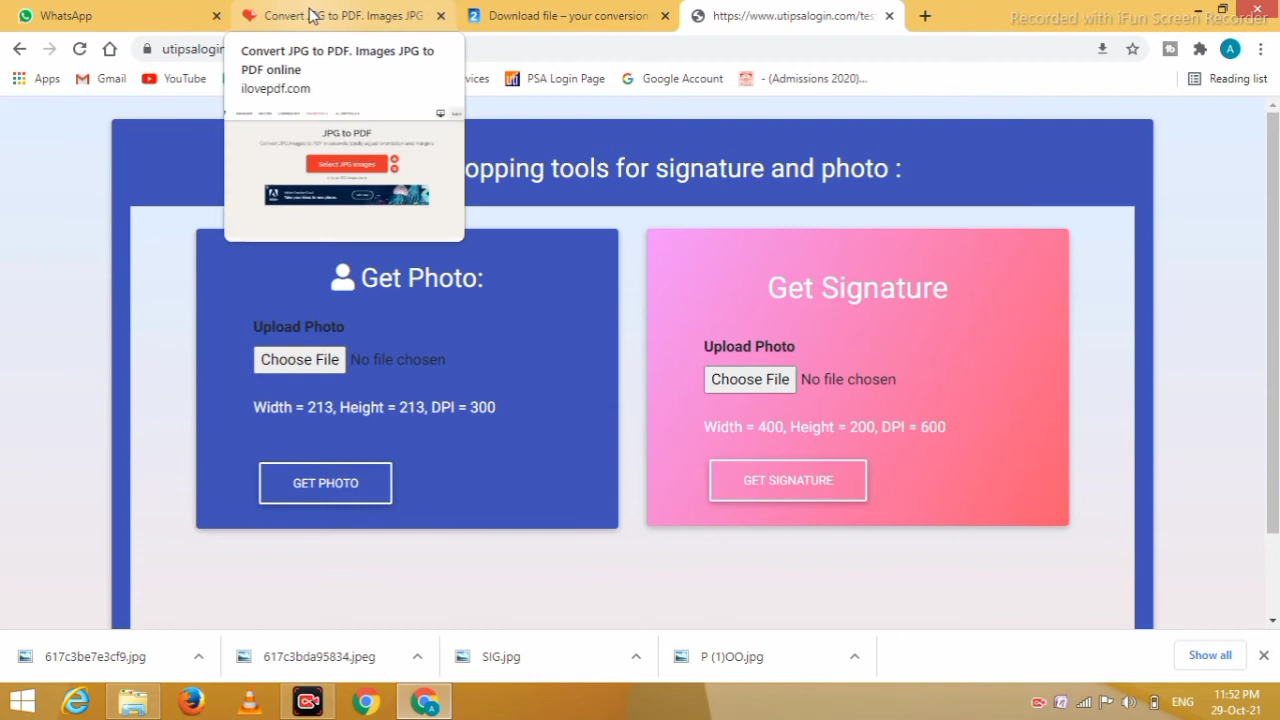 WhatsApp
Convert JPG to PDF. Images JPG
Download file – your conversion
https://www.utipsalogin.com/tes
Recorded with iFun Screen Recorder
utipsalogin
A
Apps
Gmail
YouTube
vices
PSA Login Page
Google Account
- (Admissions 2020)...
Reading list
Convert JPG to PDF. Images JPG to
PDF online
ilovepdf.com
JPG to PDF
Select JPG images
opping tools for signature and photo :
Get Photo:
Upload Photo
Choose File No file chosen
Width = 213, Height = 213, DPI = 300
GET PHOTO
Get Signature
Upload Photo
Choose File No file chosen
Width = 400, Height = 200, DPI = 600
GET SIGNATURE
617c3be7e3cf9.jpg
617c3bda95834.jpeg
SIG.jpg
P (1)OO.jpg
Show all
ENG
11:52 PM
29-Oct-21